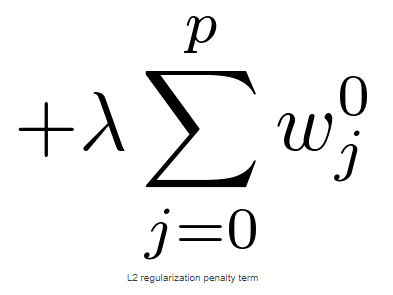 +λ ∑_{j=0}^{p} w_j^0
L2 regularization penalty term